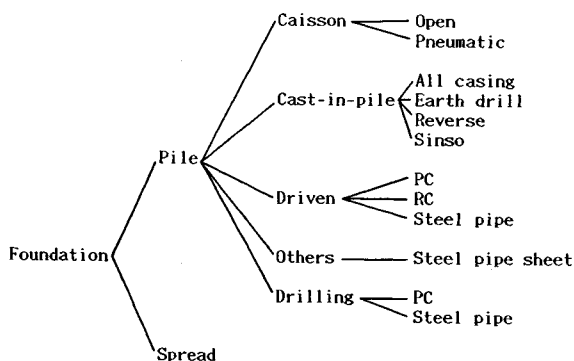 Caisson
Open
Pneumatic
Cast-in-pile
All casing
Earth drill
Reverse
Sinso
Pile
Driven
PC
RC
Steel pipe
Foundation
Others
Steel pipe sheet
Drilling
PC
Steel pipe
Spread